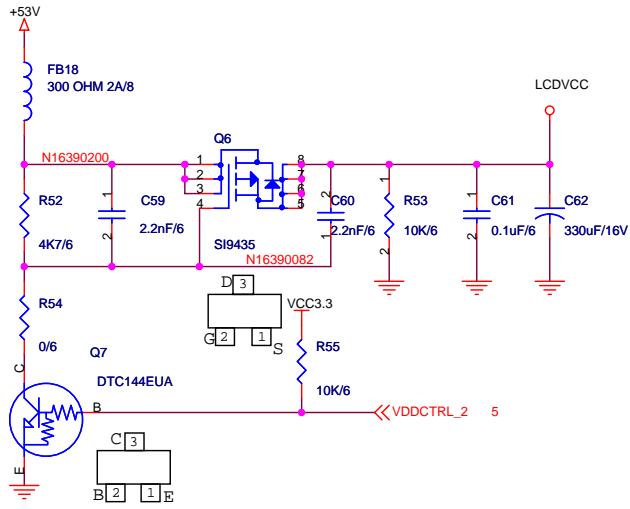 +53V
FB18
300 OHM 2A/8
LCDVCC
Q6
N16390200
1
2
3
4
8
7
6
5
R52
4K7/6
1
C59
2
2.2nF/6
SI9435
2
C60
1
2.2nF/6
1
R53
2
10K/6
1
C61
2
0.1uF/6
C62
330uF/16V
N16390082
R54
0/6
D
3
G
2
1
S
VCC3.3
R55
10K/6
Q7
DTC144EUA
C
B
E
VDDCTRL_2
5
C
3
B
2
1
E